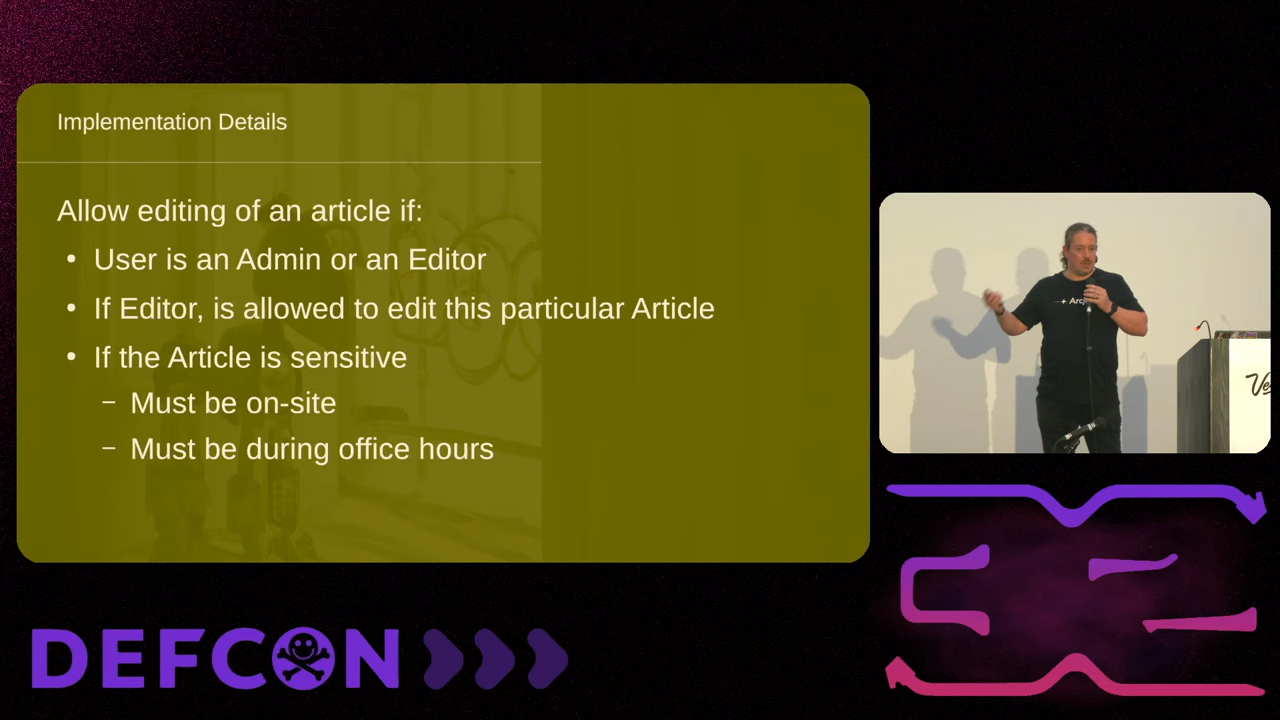 Implementation Details
Allow editing of an article if:
• User is an Admin or an Editor
• If Editor, is allowed to edit this particular Article
• If the Article is sensitive
– Must be on-site
– Must be during office hours
DEFCON